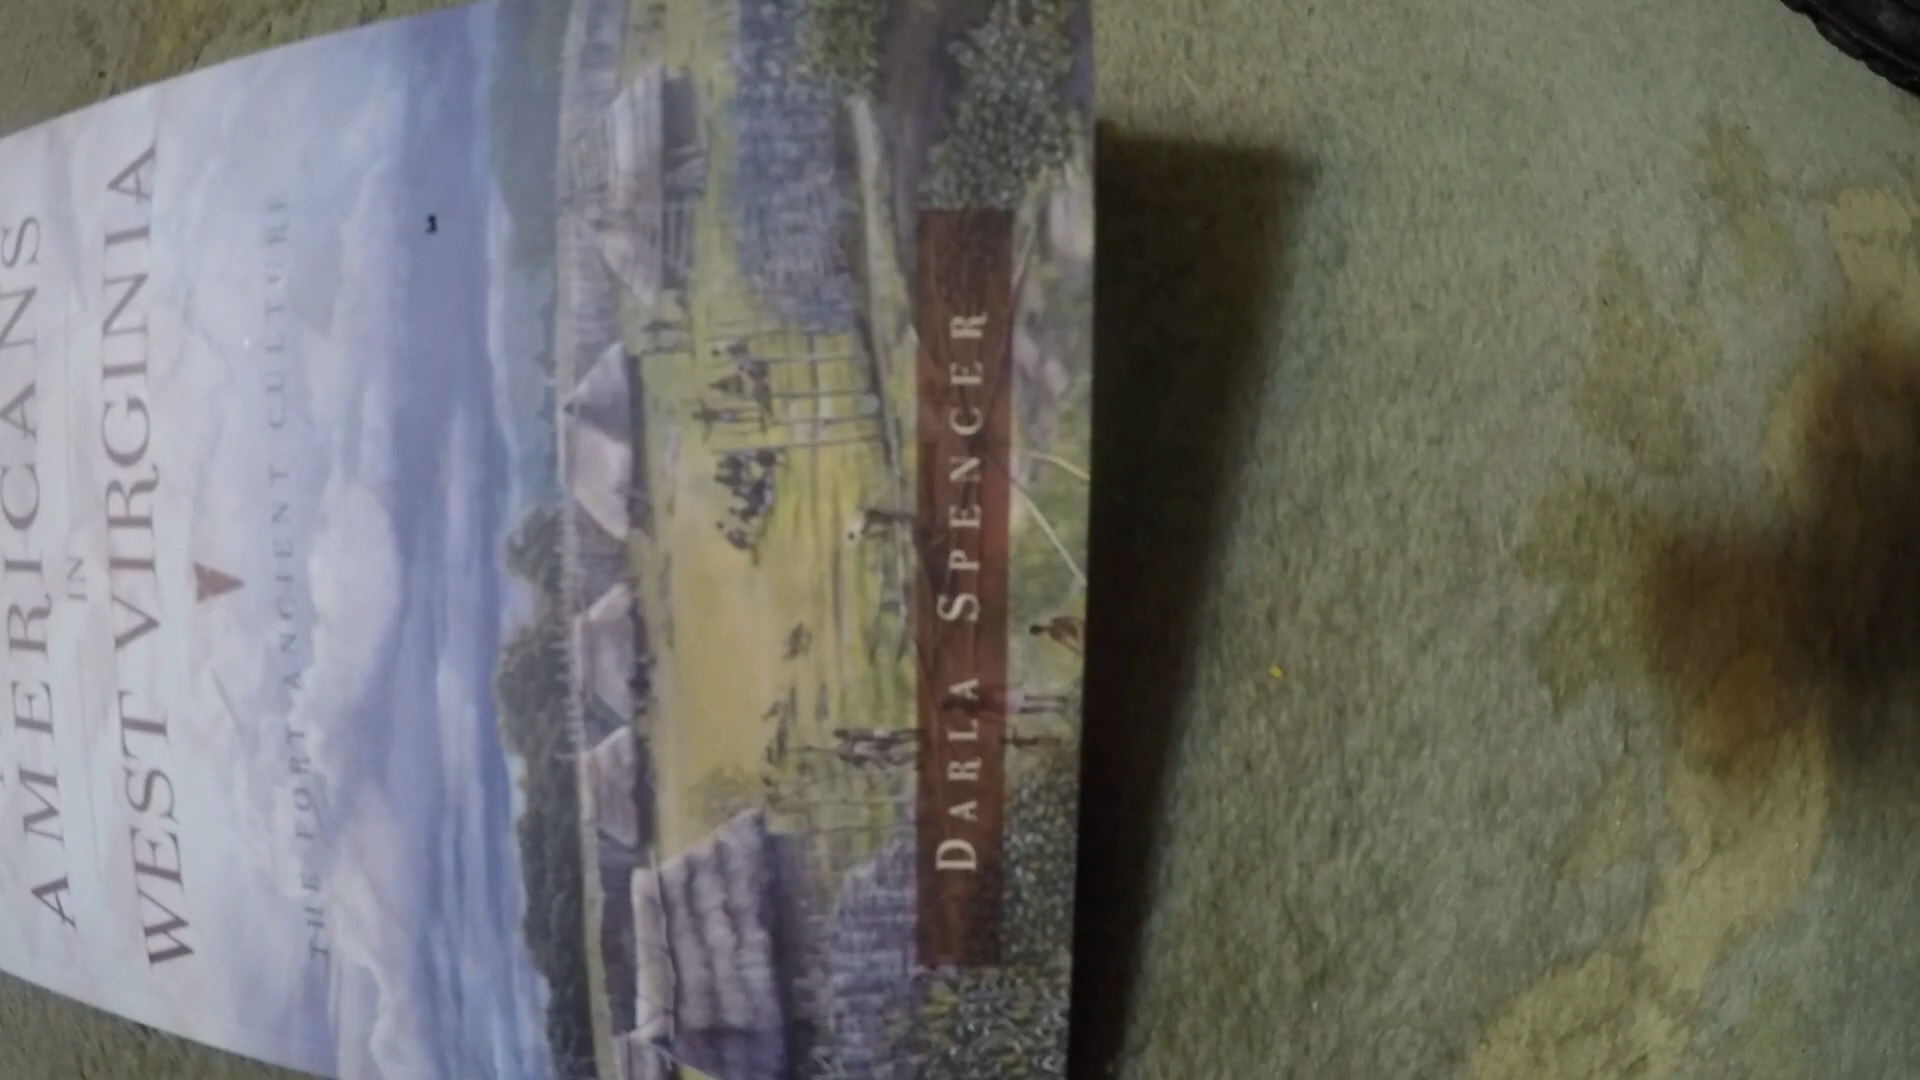 AMERICANS
IN
WEST VIRGINIA
THE FORT ANCIENT CULTURE
DARLA SPENCER